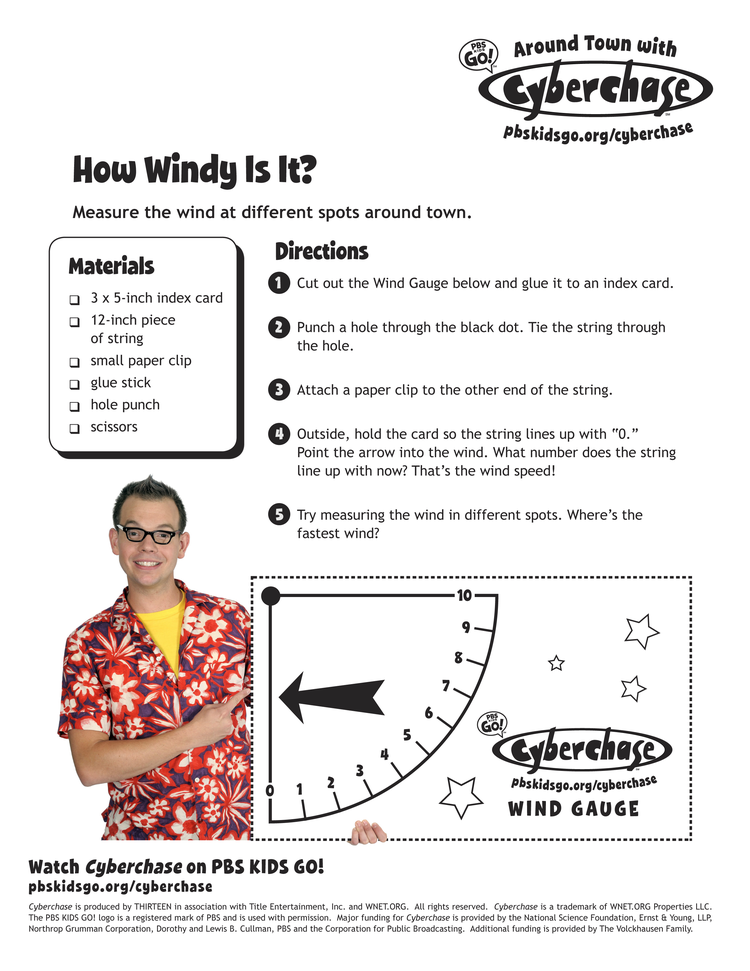 PBS
KIDS
GO!
Around Town with
Cyberchase
pbskidsgo.org/cyberchase
How Windy Is It?
Measure the wind at different spots around town.
Materials
3 x 5-inch index card
12-inch piece
of string
small paper clip
glue stick
hole punch
scissors
Directions
1 Cut out the Wind Gauge below and glue it to an index card.
2 Punch a hole through the black dot. Tie the string through
the hole.
3 Attach a paper clip to the other end of the string.
4 Outside, hold the card so the string lines up with “0.”
Point the arrow into the wind. What number does the string
line up with now? That’s the wind speed!
5 Try measuring the wind in different spots. Where’s the
fastest wind?
10
9
8
7
6
5
4
3
2
1
0
PBS
KIDS
GO!
Cyberchase
pbskidsgo.org/cyberchase
WIND GAUGE
Watch Cyberchase on PBS KIDS GO!
pbskidsgo.org/cyberchase
Cyberchase is produced by THIRTEEN in association with Title Entertainment, Inc. and WNET.ORG. All rights reserved. Cyberchase is a trademark of WNET.ORG Properties LLC.
The PBS KIDS GO! logo is a registered mark of PBS and is used with permission. Major funding for Cyberchase is provided by the National Science Foundation, Ernst & Young, LLP,
Northrop Grumman Corporation, Dorothy and Lewis B. Cullman, PBS and the Corporation for Public Broadcasting. Additional funding is provided by The Volckhausen Family.